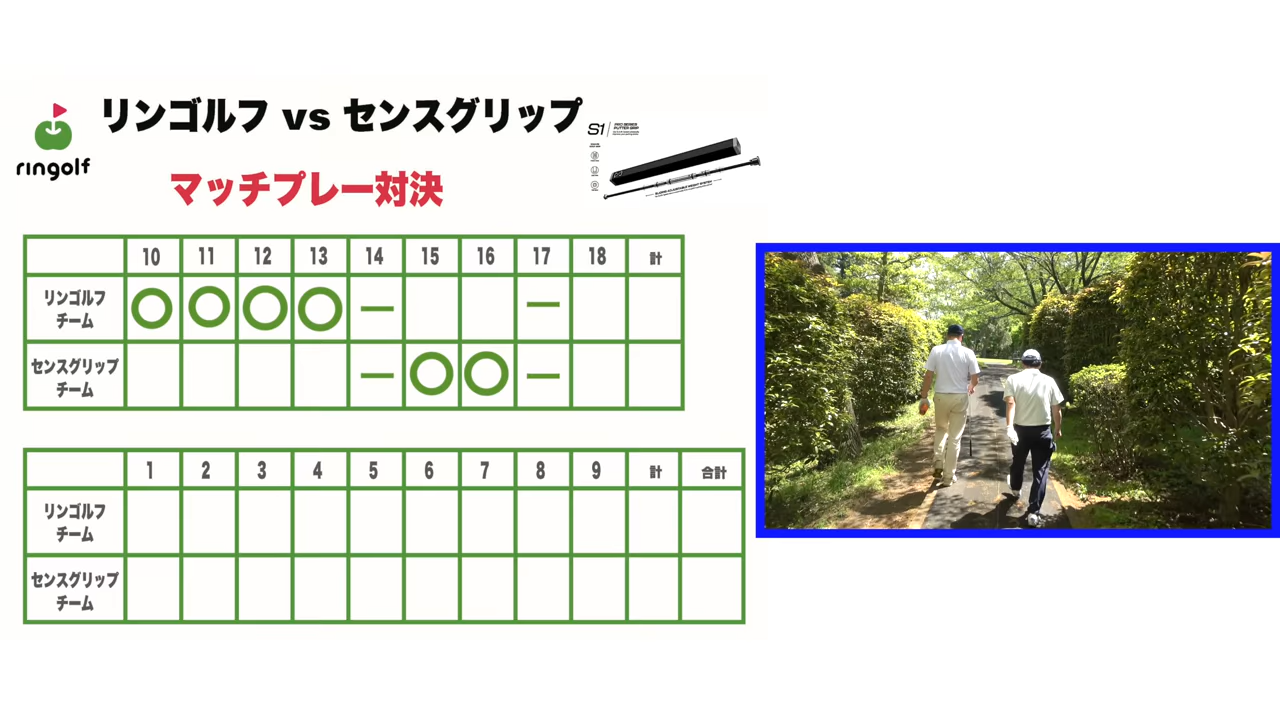 リンゴルフ vs センスグリップ
ringolf
マッチプレー対決
S1 PRO SERIES
PUTTER GRIP
10 11 12 13 14 15 16 17 18 計
リンゴルフ
チーム
○ ○ ○ ○ ― ―
センスグリップ
チーム
― ○ ○ ―
1 2 3 4 5 6 7 8 9 計 合計
リンゴルフ
チーム
センスグリップ
チーム